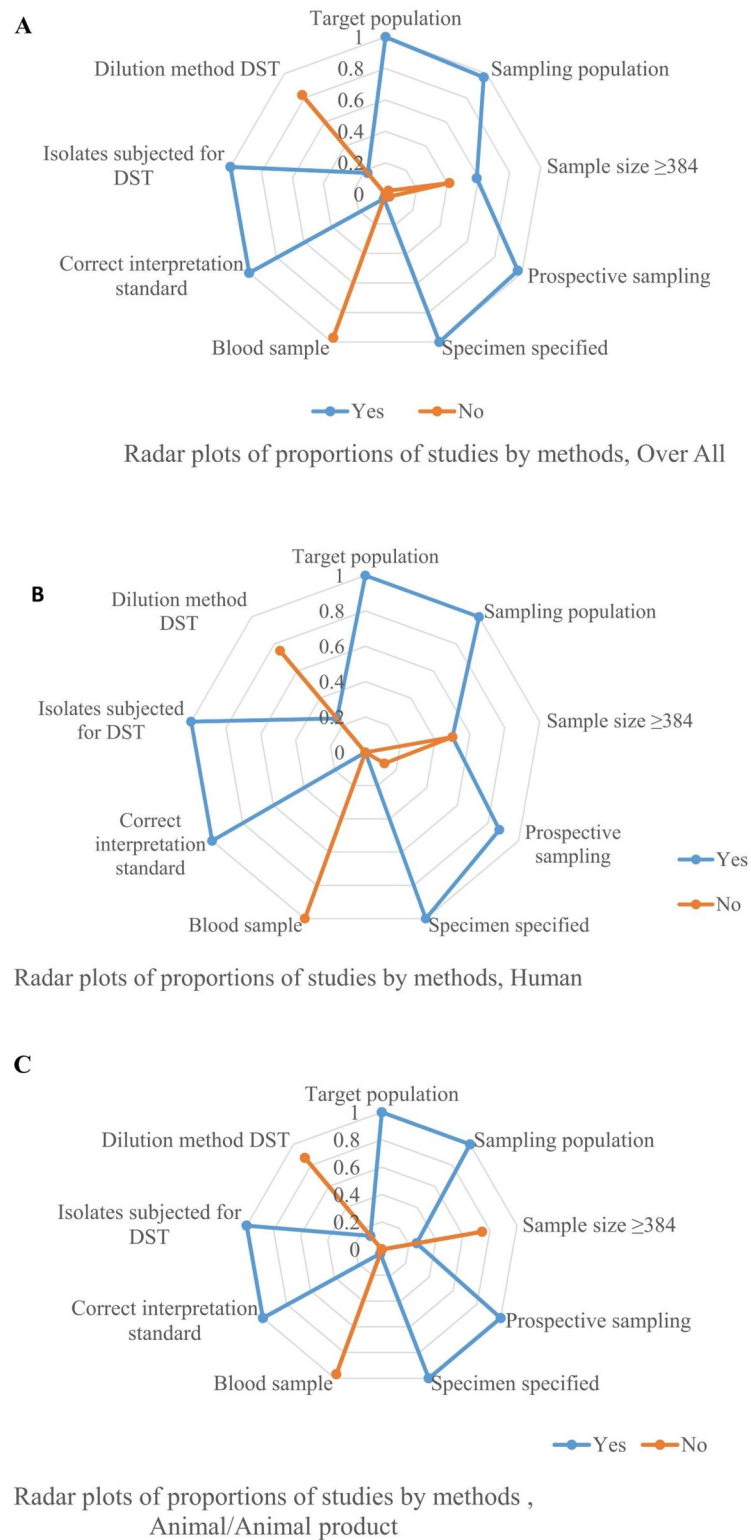 A
Target population
Dilution method DST
Sampling population
Isolates subjected for
DST
Sample size ≥384
Correct interpretation
standard
Prospective sampling
Blood sample
Specimen specified
1
0.8
0.6
0.4
0.2
0
Yes
No
Radar plots of proportions of studies by methods, Over All
B
Target population
Dilution method
DST
Sampling population
Isolates subjected
for DST
Sample size ≥384
Correct
interpretation
standard
Prospective
sampling
Blood sample
Specimen specified
1
0.8
0.6
0.4
0.2
0
Yes
No
Radar plots of proportions of studies by methods, Human
C
Target population
Dilution method DST
Sampling population
Isolates subjected for
DST
Sample size ≥384
Correct interpretation
standard
Prospective sampling
Blood sample
Specimen specified
1
0.8
0.6
0.4
0.2
0
Yes
No
Radar plots of proportions of studies by methods ,
Animal/Animal product